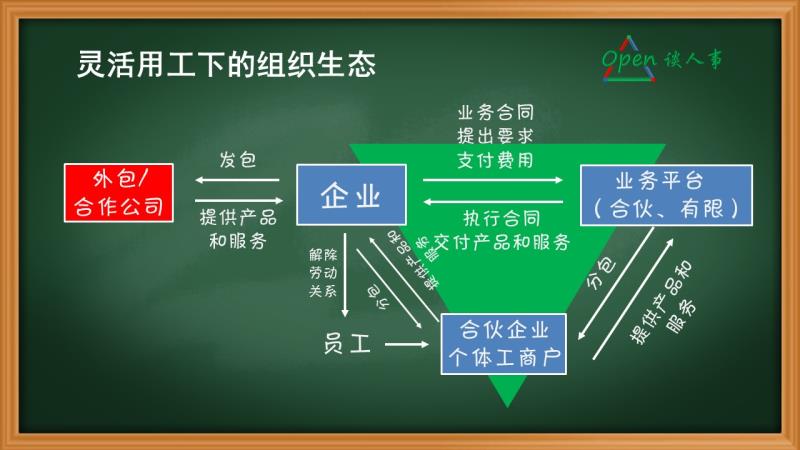 灵活用工下的组织生态
Open 谈人事
业务合同
提出要求
支付费用
发包
外包/
合作公司
企业
业务平台
（合伙、有限）
提供产品
和服务
执行合同
交付产品和服务
解除
劳动
关系
分包
提供产品和
服务
分包
提供产品和
服务
员工
合伙企业
个体工商户